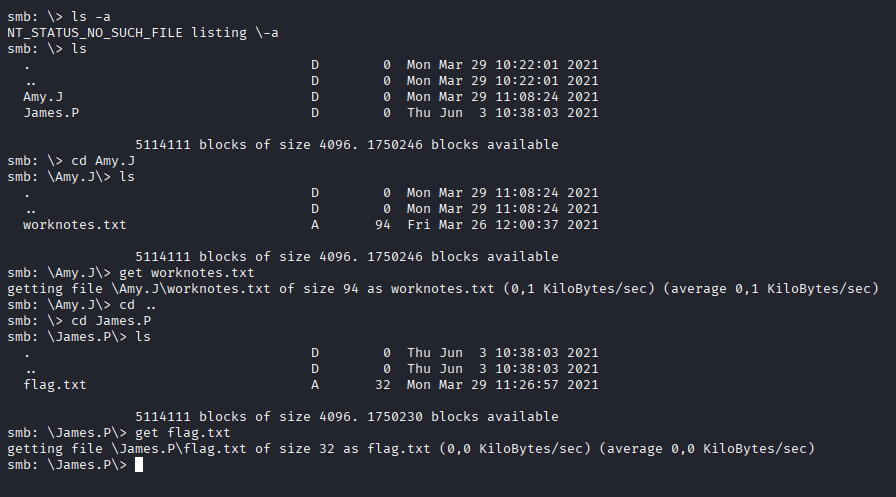 smb: \> ls -a
NT_STATUS_NO_SUCH_FILE listing \-a
smb: \> ls
  .                                   D        0  Mon Mar 29 10:22:01 2021
  ..                                  D        0  Mon Mar 29 10:22:01 2021
  Amy.J                               D        0  Mon Mar 29 11:08:24 2021
  James.P                             D        0  Thu Jun  3 10:38:03 2021

                5114111 blocks of size 4096. 1750246 blocks available
smb: \> cd Amy.J
smb: \Amy.J\> ls
  .                                   D        0  Mon Mar 29 11:08:24 2021
  ..                                  D        0  Mon Mar 29 11:08:24 2021
  worknotes.txt                       A       94  Fri Mar 26 12:00:37 2021

                5114111 blocks of size 4096. 1750246 blocks available
smb: \Amy.J\> get worknotes.txt
getting file \Amy.J\worknotes.txt of size 94 as worknotes.txt (0,1 KiloBytes/sec) (average 0,1 KiloBytes/sec)
smb: \Amy.J\> cd ..
smb: \> cd James.P
smb: \James.P\> ls
  .                                   D        0  Thu Jun  3 10:38:03 2021
  ..                                  D        0  Thu Jun  3 10:38:03 2021
  flag.txt                            A       32  Mon Mar 29 11:26:57 2021

                5114111 blocks of size 4096. 1750230 blocks available
smb: \James.P\> get flag.txt
getting file \James.P\flag.txt of size 32 as flag.txt (0,0 KiloBytes/sec) (average 0,0 KiloBytes/sec)
smb: \James.P\>